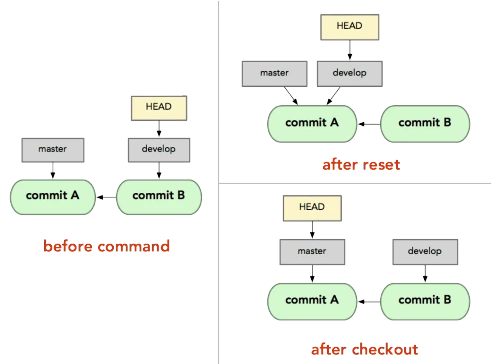 HEAD
master
develop
commit A
commit B
before command
HEAD
master
develop
commit A
commit B
after reset
HEAD
master
develop
commit A
commit B
after checkout